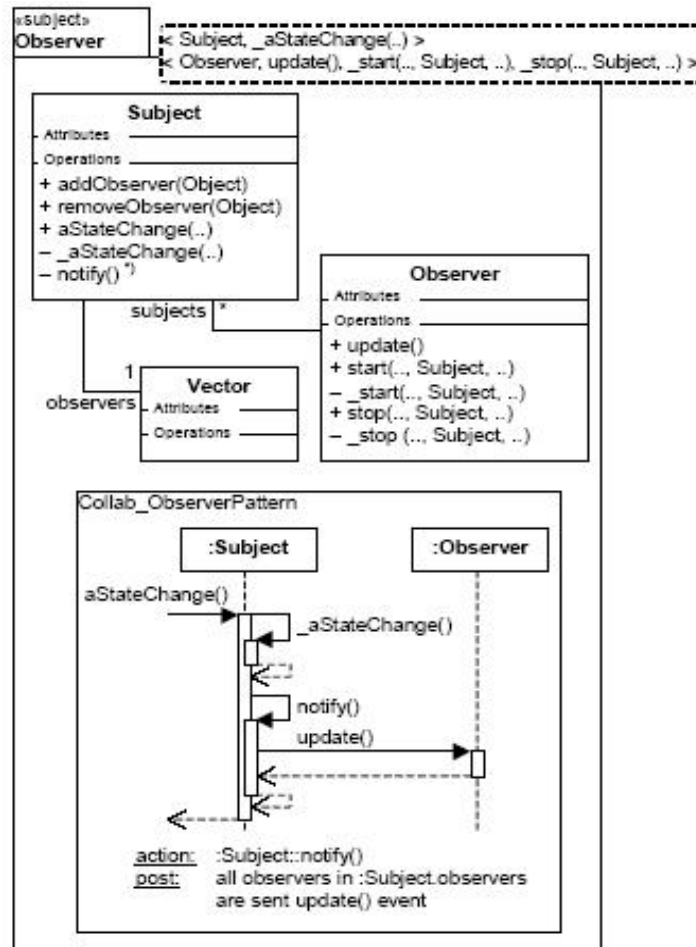 «subject»
Observer
< Subject, _aStateChange(..) >
< Observer, update(), _start(.., Subject, ..), _stop(.., Subject, ..) >
Subject
Attributes
Operations
+ addObserver(Object)
+ removeObserver(Object)
+ aStateChange(..)
– _aStateChange(..)
– notify() *)
subjects *
Observer
Attributes
Operations
+ update()
+ start(.., Subject, ..)
– _start(.., Subject, ..)
+ stop(.., Subject, ..)
– _stop (.., Subject, ..)
1
observers
Vector
Attributes
Operations
Collab_ObserverPattern
:Subject
:Observer
aStateChange()
_aStateChange()
notify()
update()
action: :Subject::notify()
post: all observers in :Subject.observers
are sent update() event